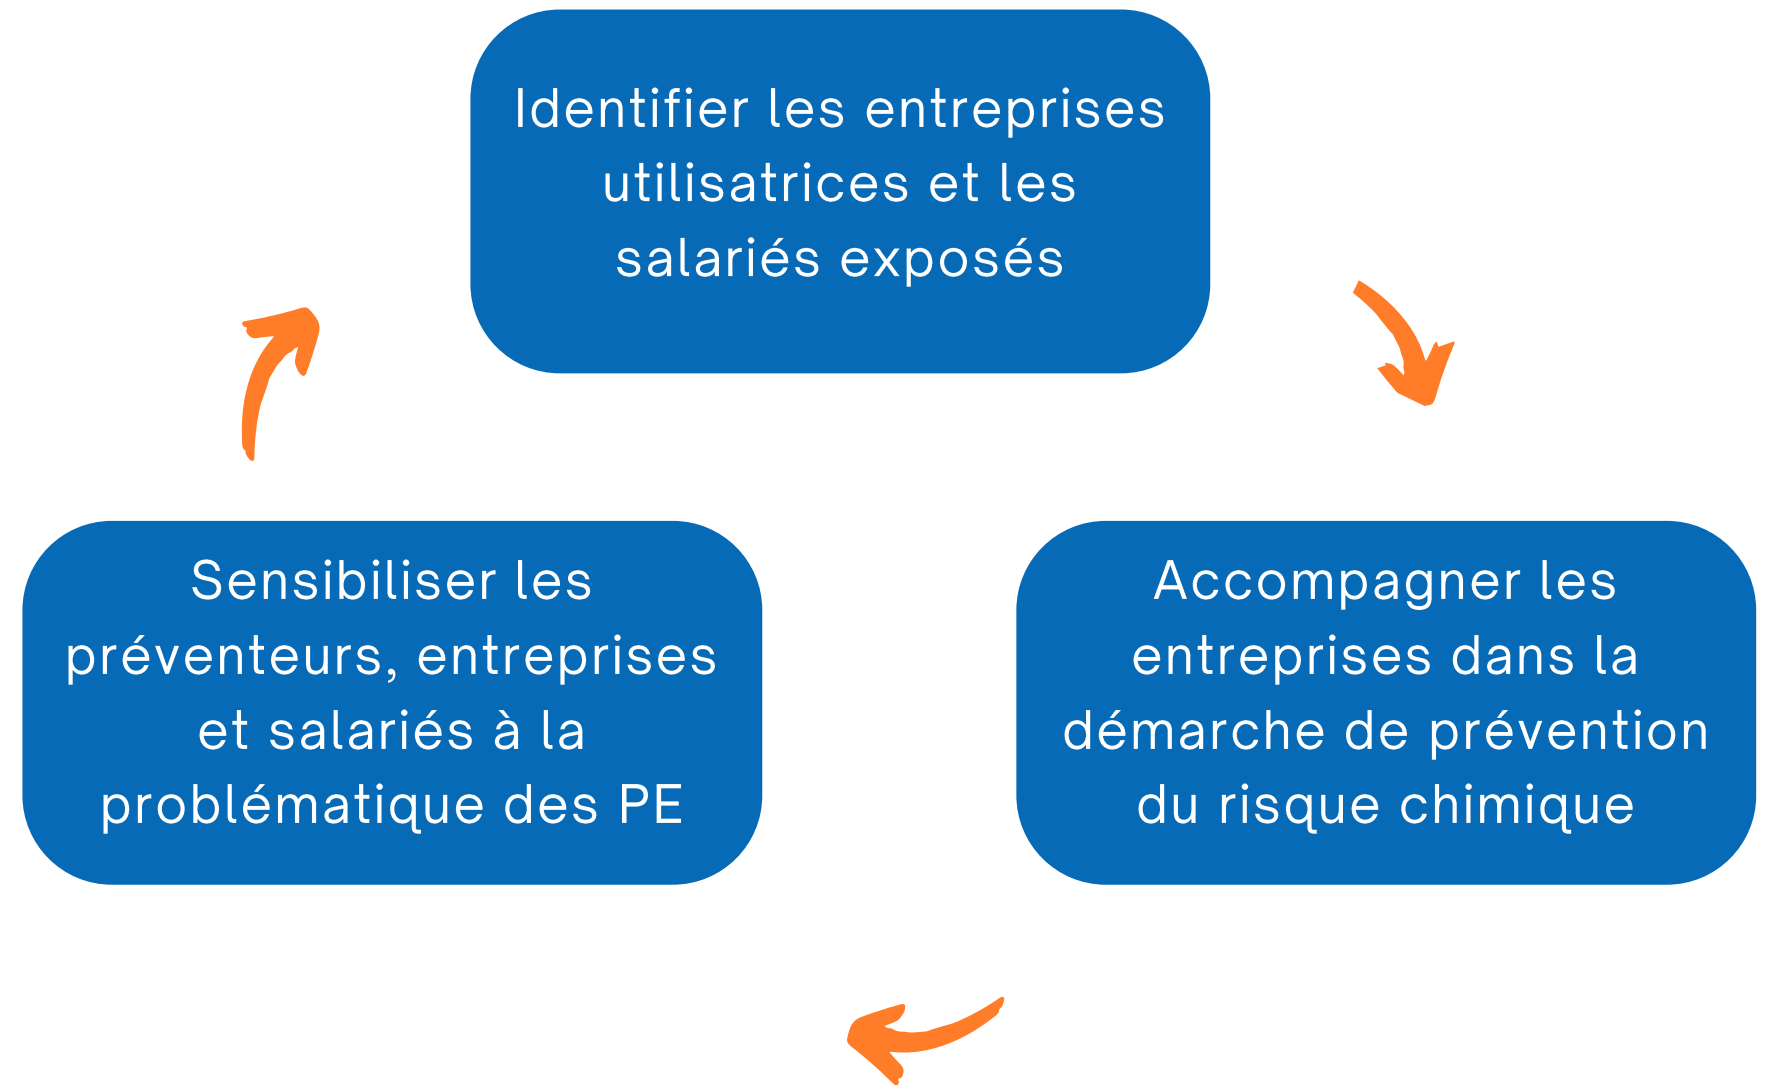 Identifier les entreprises
utilisatrices et les
salariés exposés
Sensibiliser les
préventeurs, entreprises
et salariés à la
problématique des PE
Accompagner les
entreprises dans la
démarche de prévention
du risque chimique